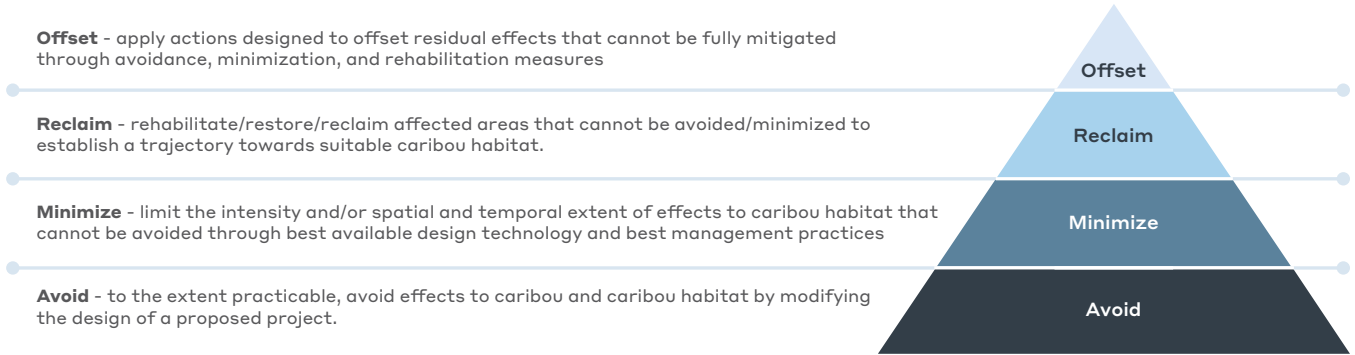 Offset - apply actions designed to offset residual effects that cannot be fully mitigated
through avoidance, minimization, and rehabilitation measures
Offset
Reclaim - rehabilitate/restore/reclaim affected areas that cannot be avoided/minimized to
establish a trajectory towards suitable caribou habitat.
Reclaim
Minimize - limit the intensity and/or spatial and temporal extent of effects to caribou habitat that
cannot be avoided through best available design technology and best management practices
Minimize
Avoid - to the extent practicable, avoid effects to caribou and caribou habitat by modifying
the design of a proposed project.
Avoid